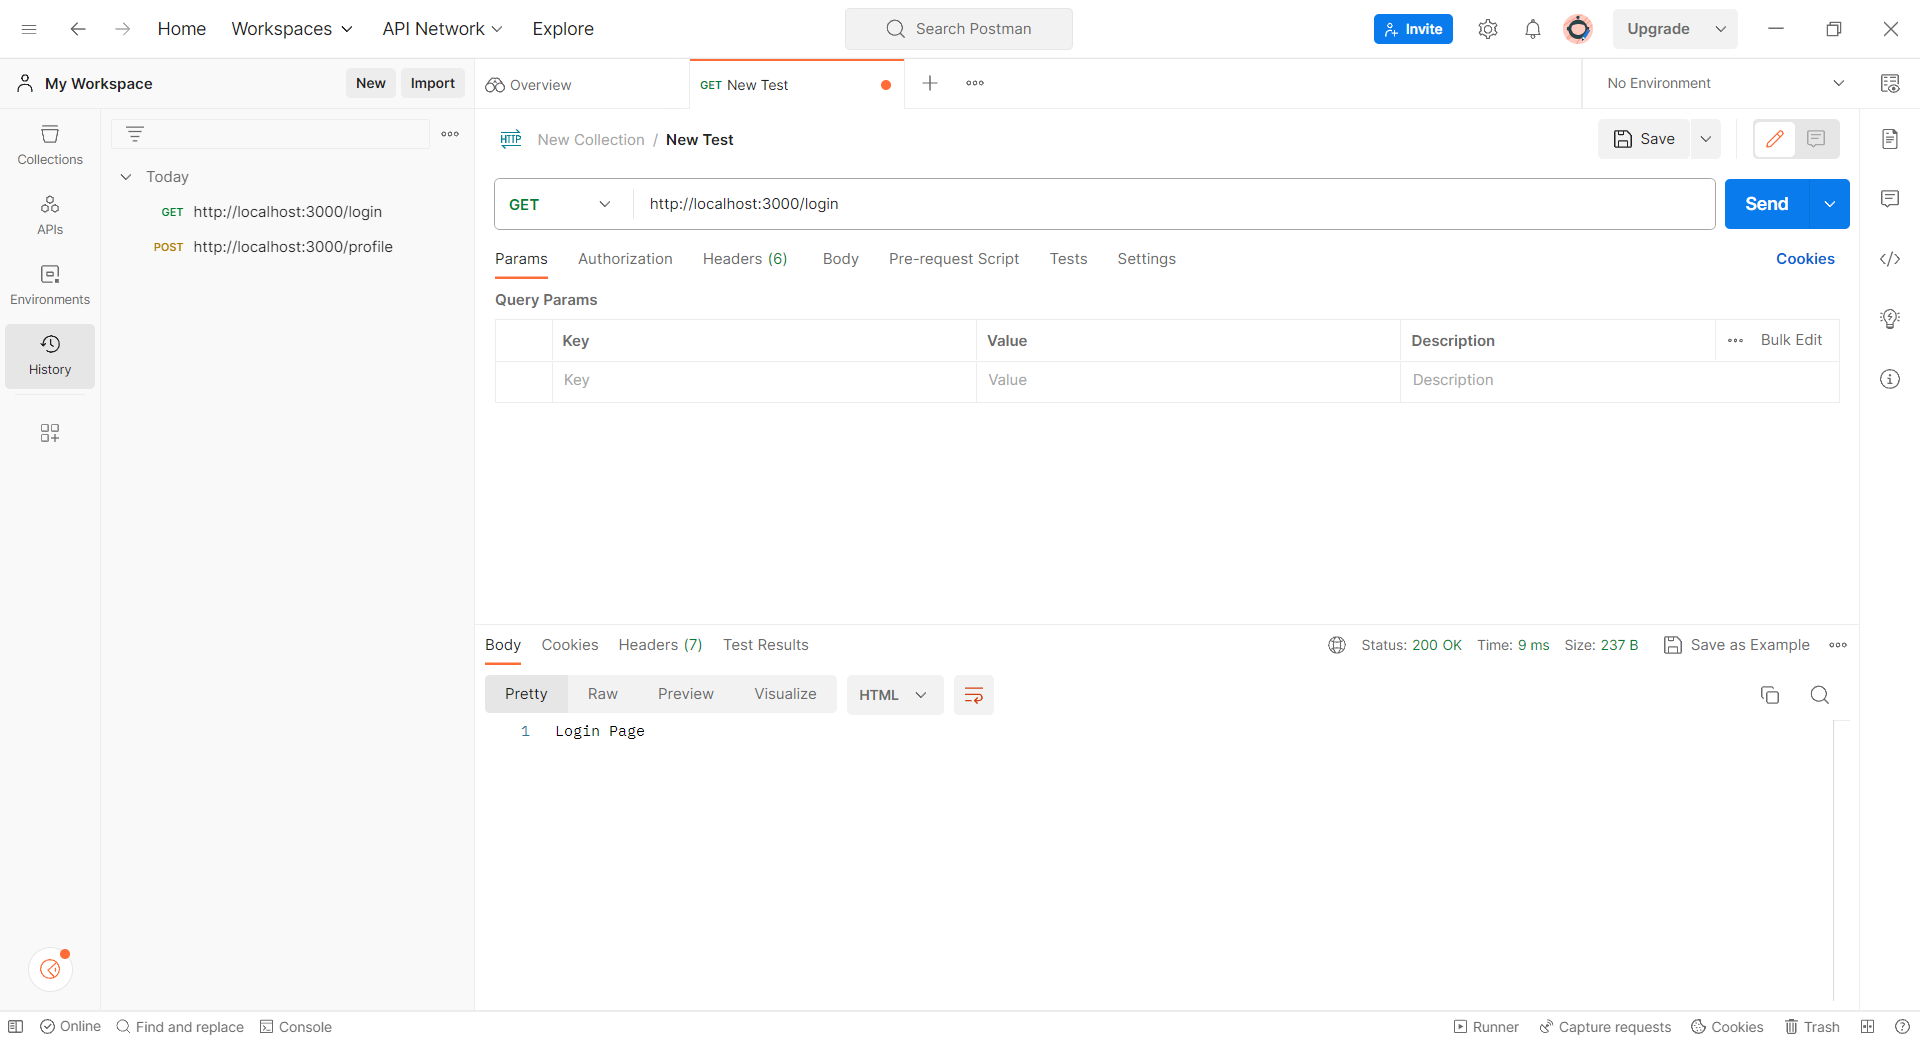 Home Workspaces API Network Explore Search Postman Invite Upgrade
My Workspace New Import Overview GET New Test No Environment
Collections
APIs
Environments
History
Today
GET http://localhost:3000/login
POST http://localhost:3000/profile
HTTP New Collection / New Test Save
GET http://localhost:3000/login Send
Params Authorization Headers (6) Body Pre-request Script Tests Settings Cookies
Query Params
Key Value Description Bulk Edit
Key Value Description
Body Cookies Headers (7) Test Results Status: 200 OK Time: 9 ms Size: 237 B Save as Example
Pretty Raw Preview Visualize HTML
1 Login Page
Online Find and replace Console Runner Capture requests Cookies Trash